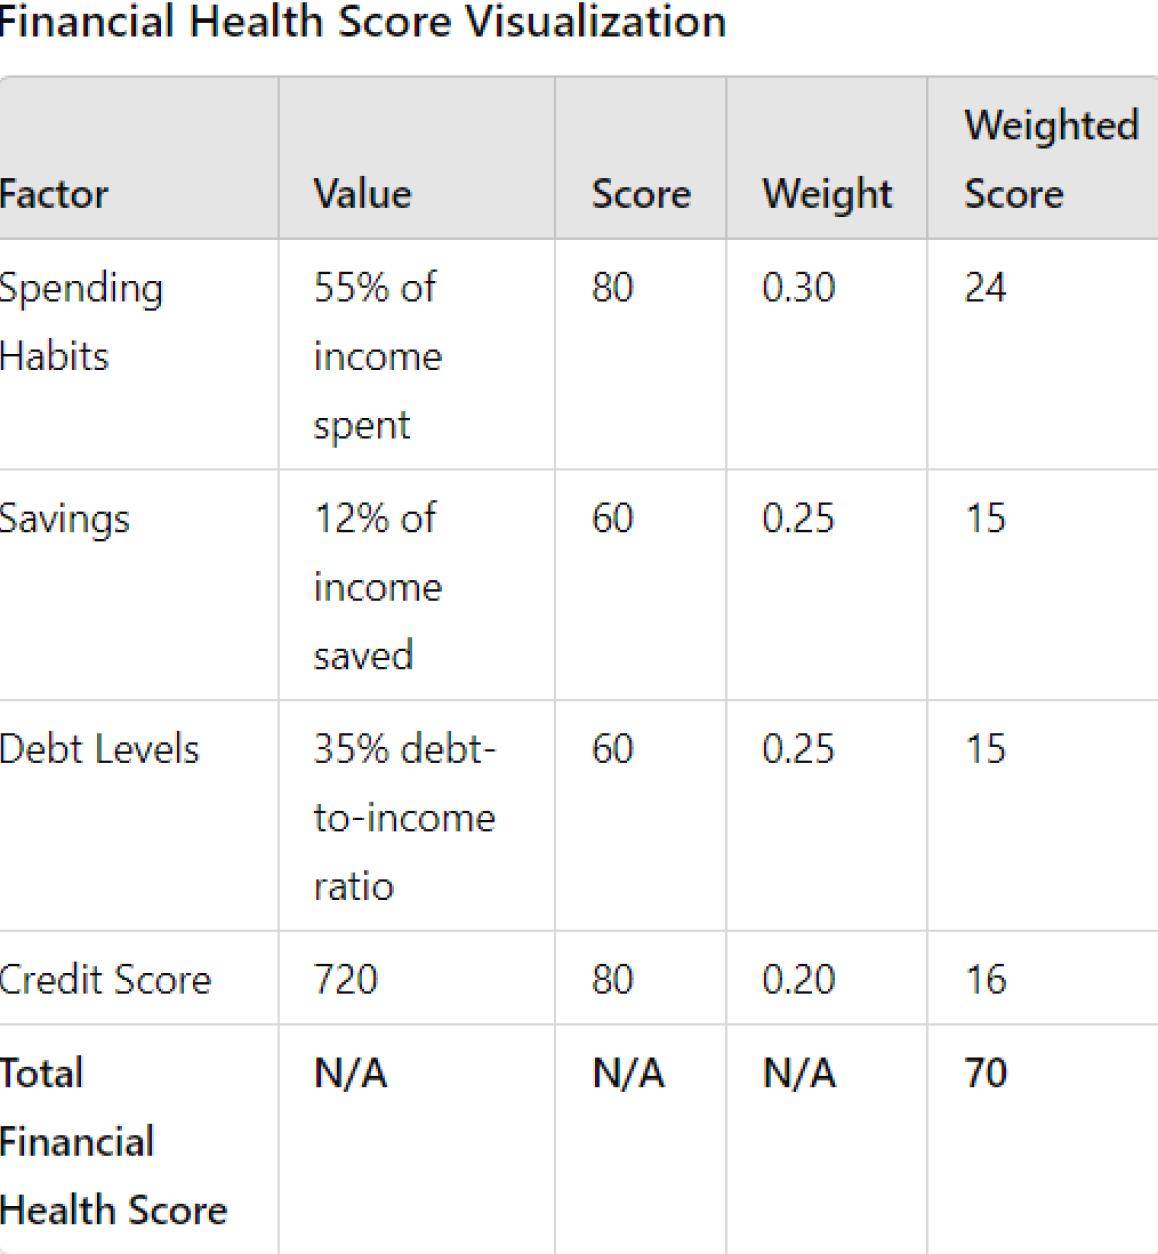 Financial Health Score Visualization
Factor Value Score Weight Weighted Score
Spending Habits 55% of income spent 80 0.30 24
Savings 12% of income saved 60 0.25 15
Debt Levels 35% debt-to-income ratio 60 0.25 15
Credit Score 720 80 0.20 16
Total Financial Health Score N/A N/A N/A 70